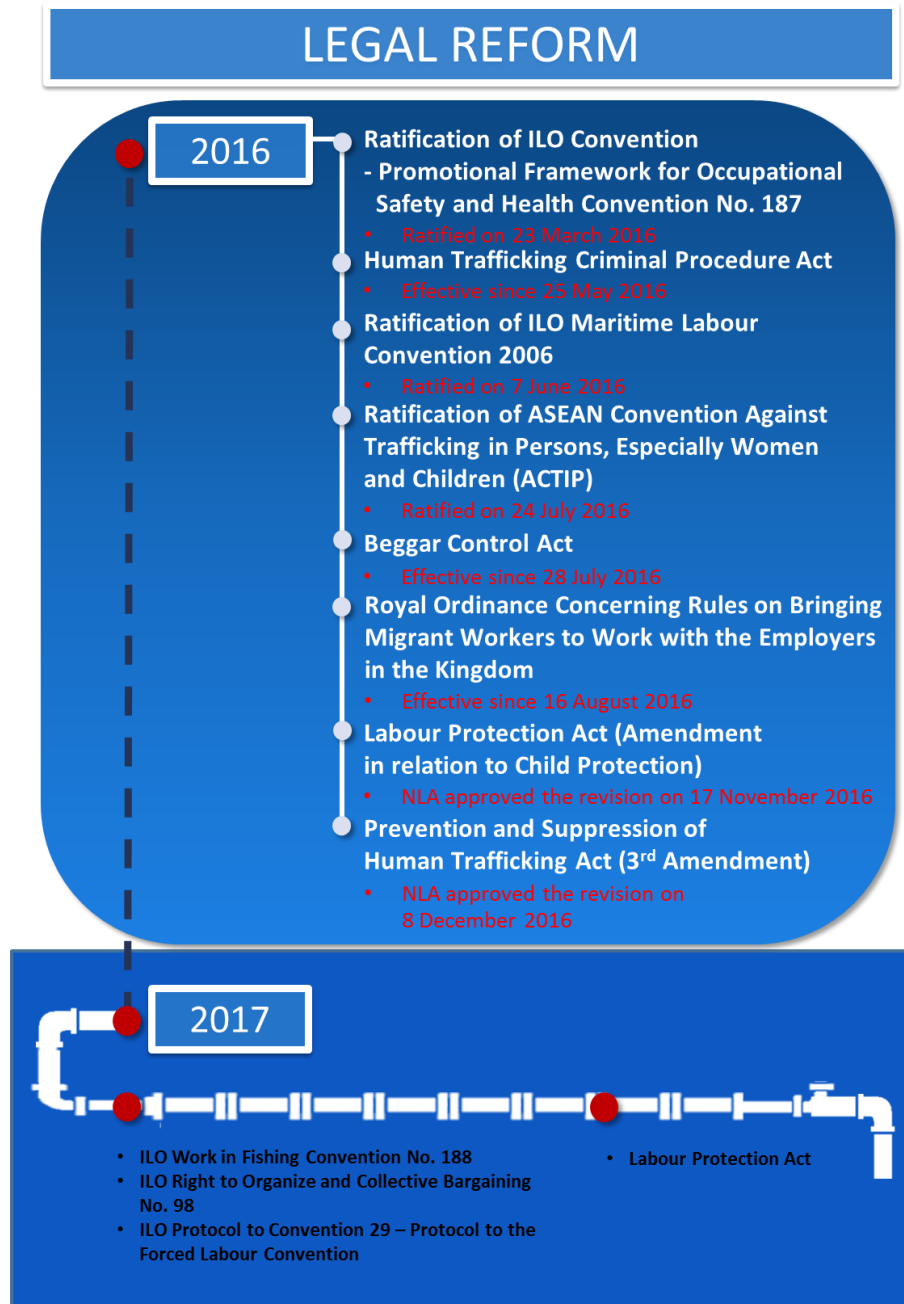 LEGAL REFORM
2016
Ratification of ILO Convention
- Promotional Framework for Occupational
Safety and Health Convention No. 187
• Ratified on 23 March 2016
Human Trafficking Criminal Procedure Act
• Effective since 25 May 2016
Ratification of ILO Maritime Labour
Convention 2006
• Ratified on 7 June 2016
Ratification of ASEAN Convention Against
Trafficking in Persons, Especially Women
and Children (ACTIP)
• Ratified on 24 July 2016
Beggar Control Act
• Effective since 28 July 2016
Royal Ordinance Concerning Rules on Bringing
Migrant Workers to Work with the Employers
in the Kingdom
• Effective since 16 August 2016
Labour Protection Act (Amendment
in relation to Child Protection)
• NLA approved the revision on 17 November 2016
Prevention and Suppression of
Human Trafficking Act (3rd Amendment)
• NLA approved the revision on
8 December 2016
2017
• ILO Work in Fishing Convention No. 188
• ILO Right to Organize and Collective Bargaining
No. 98
• ILO Protocol to Convention 29 – Protocol to the
Forced Labour Convention
• Labour Protection Act